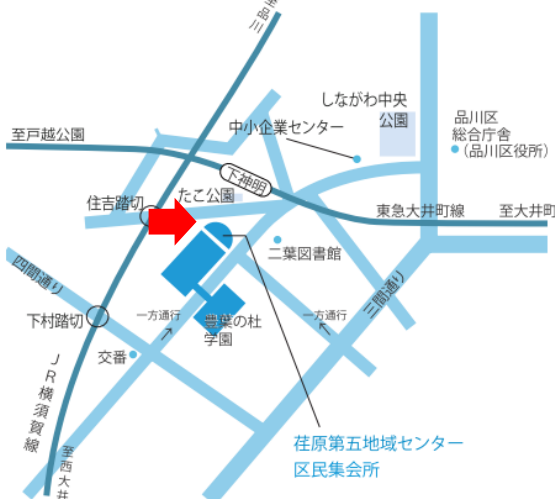 至品川
しながわ中央
公園
品川区
総合庁舎
(品川区役所)
中小企業センター
至戸越公園
下神明
住吉踏切
たこ公園
東急大井町線
至大井町
二葉図書館
四間通り
三間通り
下村踏切
一方通行
→
豊葉の杜
学園
一方通行
←
交番
JR横須賀線
至西大井
荏原第五地域センター
区民集会所